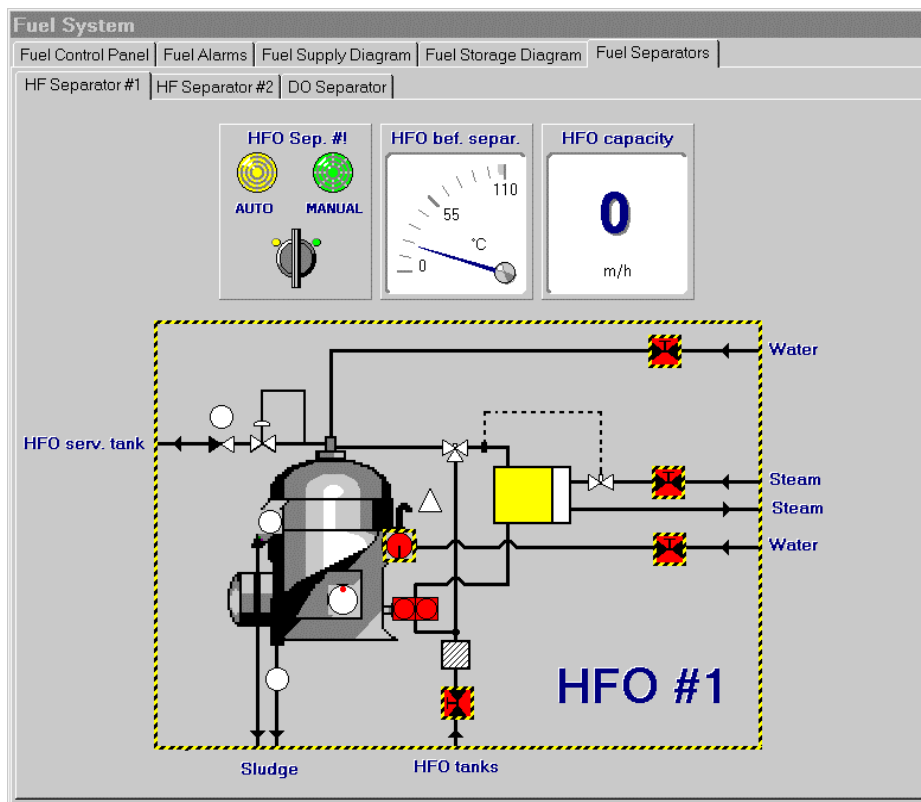 Fuel System
Fuel Control Panel Fuel Alarms Fuel Supply Diagram Fuel Storage Diagram Fuel Separators
HF Separator #1 HF Separator #2 DO Separator
HFO Sep. #! HFO bef. separ. HFO capacity
AUTO MANUAL
110
55
°C
0
0
m/h
Water
HFO serv. tank
Steam
Steam
Water
HFO #1
Sludge
HFO tanks